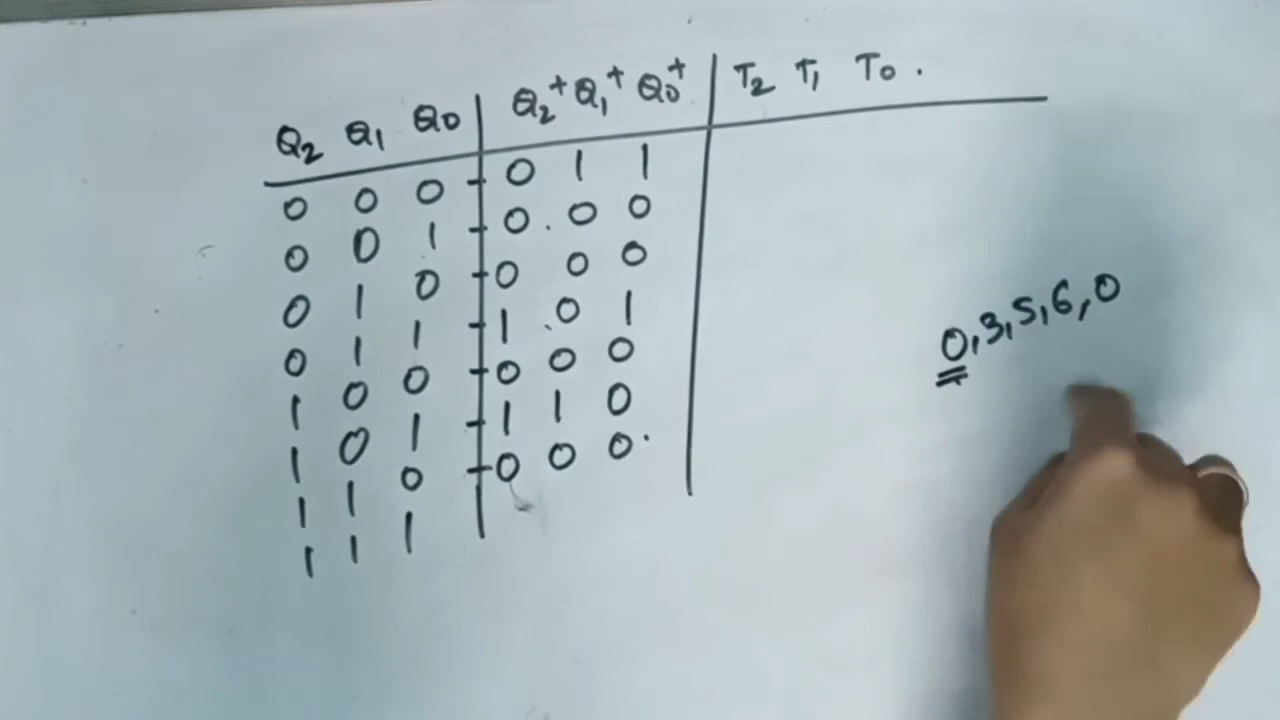 Q2 Q1 Q0 Q2+ Q1+ Q0+ T2 T1 T0 .
0 0 0 0 1 1
0 0 1 0 . 0 0
0 1 0 0 0 0
0 1 1 1 . 0 1
1 0 0 0 0 0
1 0 1 1 1 0
1 1 0 0 0 0 .
1 1 1
0,3,5,6,0